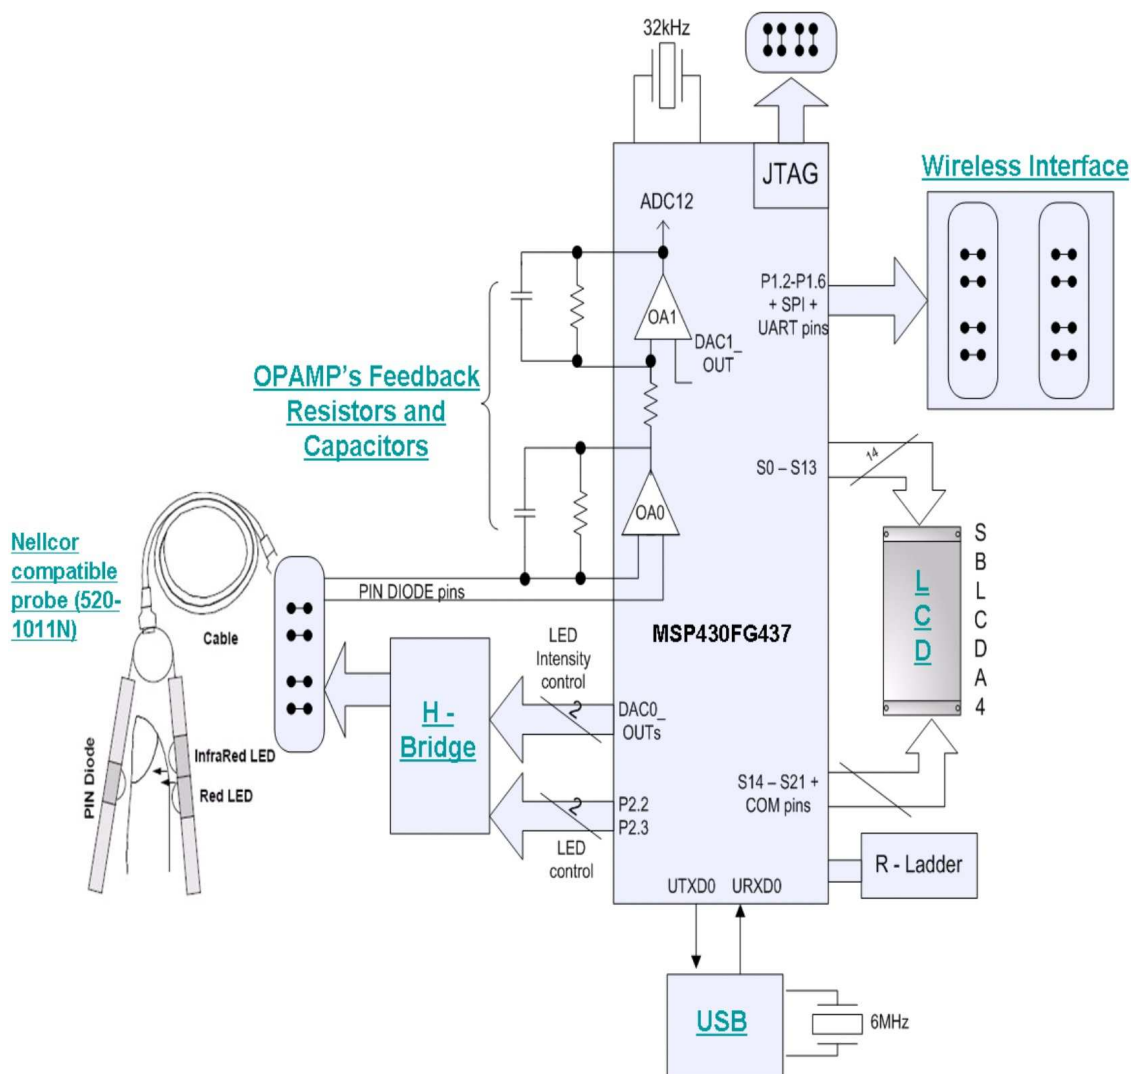 32kHz
JTAG
Wireless Interface
ADC12
P1.2-P1.6
+ SPI +
UART pins
OA1
DAC1_
OUT
OPAMP's Feedback
Resistors and
Capacitors
14
S0 – S13
OA0
Nellcor
compatible
probe (520-
1011N)
Cable
PIN DIODE pins
MSP430FG437
L
C
D
S
B
L
C
D
A
4
LED
Intensity
control
2
DAC0_
OUTs
H -
Bridge
PIN Diode
InfraRed LED
Red LED
2
P2.2
P2.3
LED
control
S14 – S21 +
COM pins
R - Ladder
UTXD0
URXD0
USB
6MHz